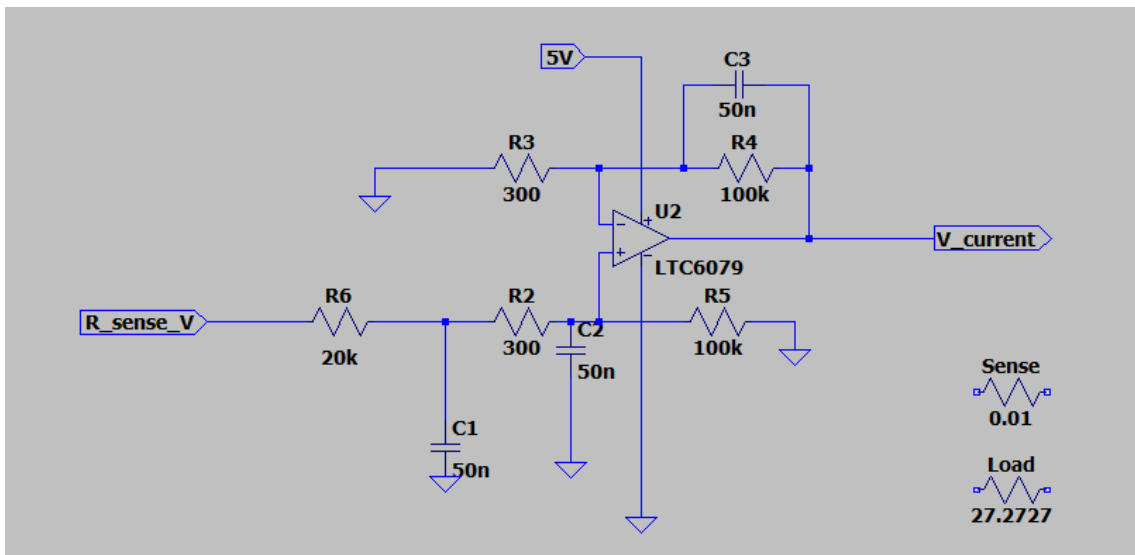 5V
C3
50n
R3
300
R4
100k
U2
LTC6079
V_current
R_sense_V
R6
20k
R2
300
C2
50n
R5
100k
C1
50n
Sense
0.01
Load
27.2727